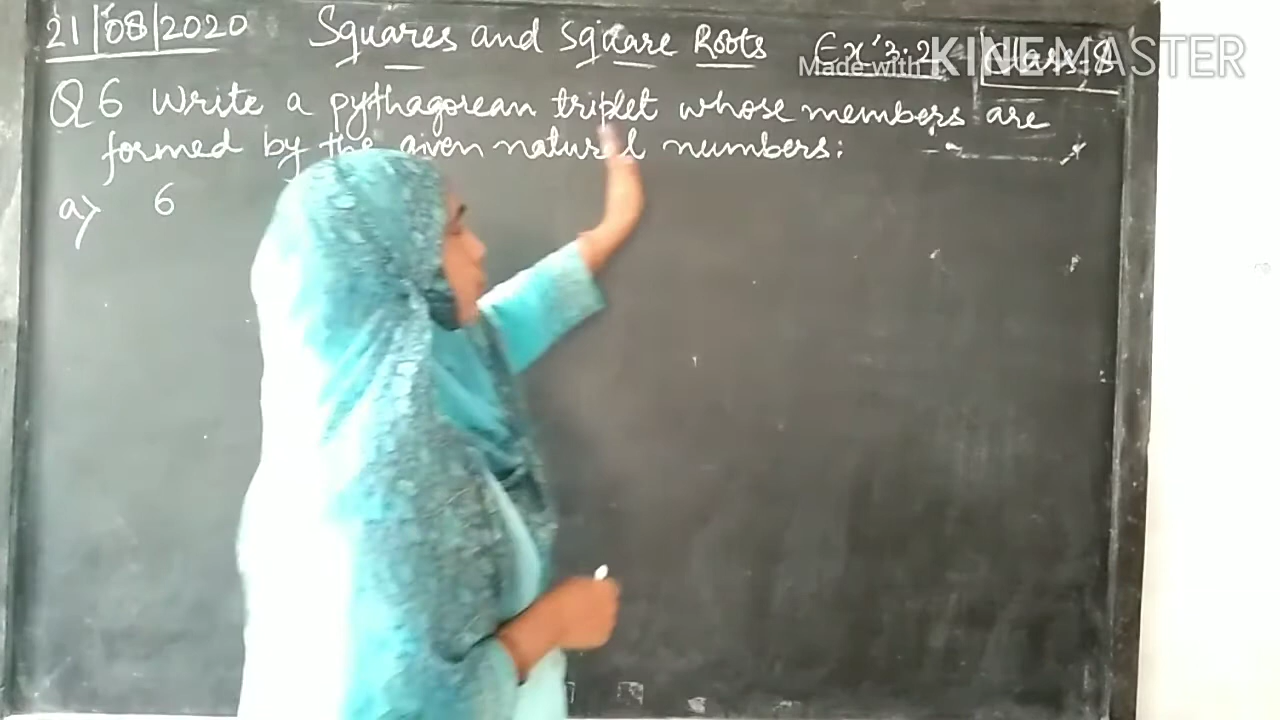 21/08/2020 Squares and Square Roots Ex 3.2 Class-8
Made with KINEMASTER
Q6 Write a pythagorean triplet whose members are
formed by the given natural numbers:
a) 6